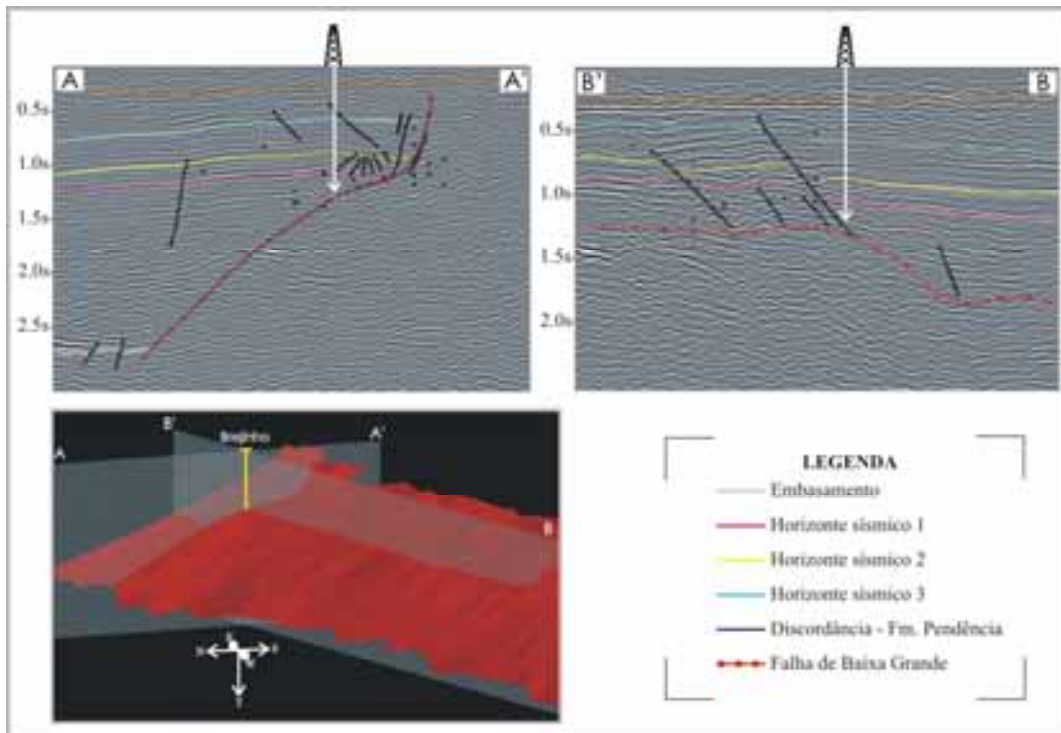 A
A'
0.5s
1.0s
1.5s
2.0s
2.5s
B'
B
0.5s
1.0s
1.5s
2.0s
A
B'
Brejinho
A'
B
LEGENDA
Embasamento
Horizonte sísmico 1
Horizonte sísmico 2
Horizonte sísmico 3
Discordância - Fm. Pendência
Falha de Baixa Grande